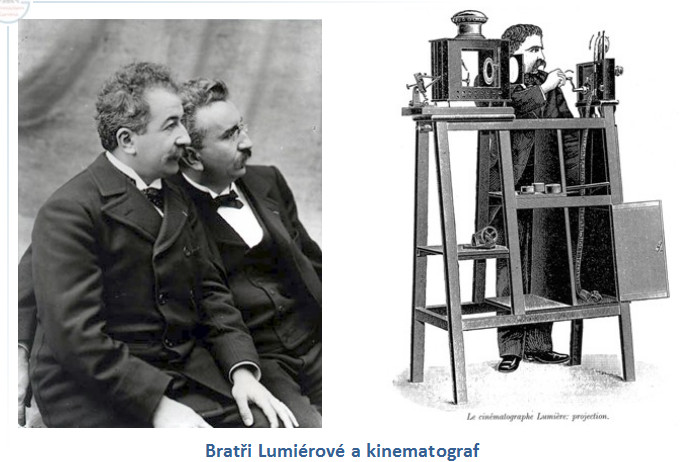 Le cinématographe Lumière: projection.
Bratři Lumiérové a kinematograf